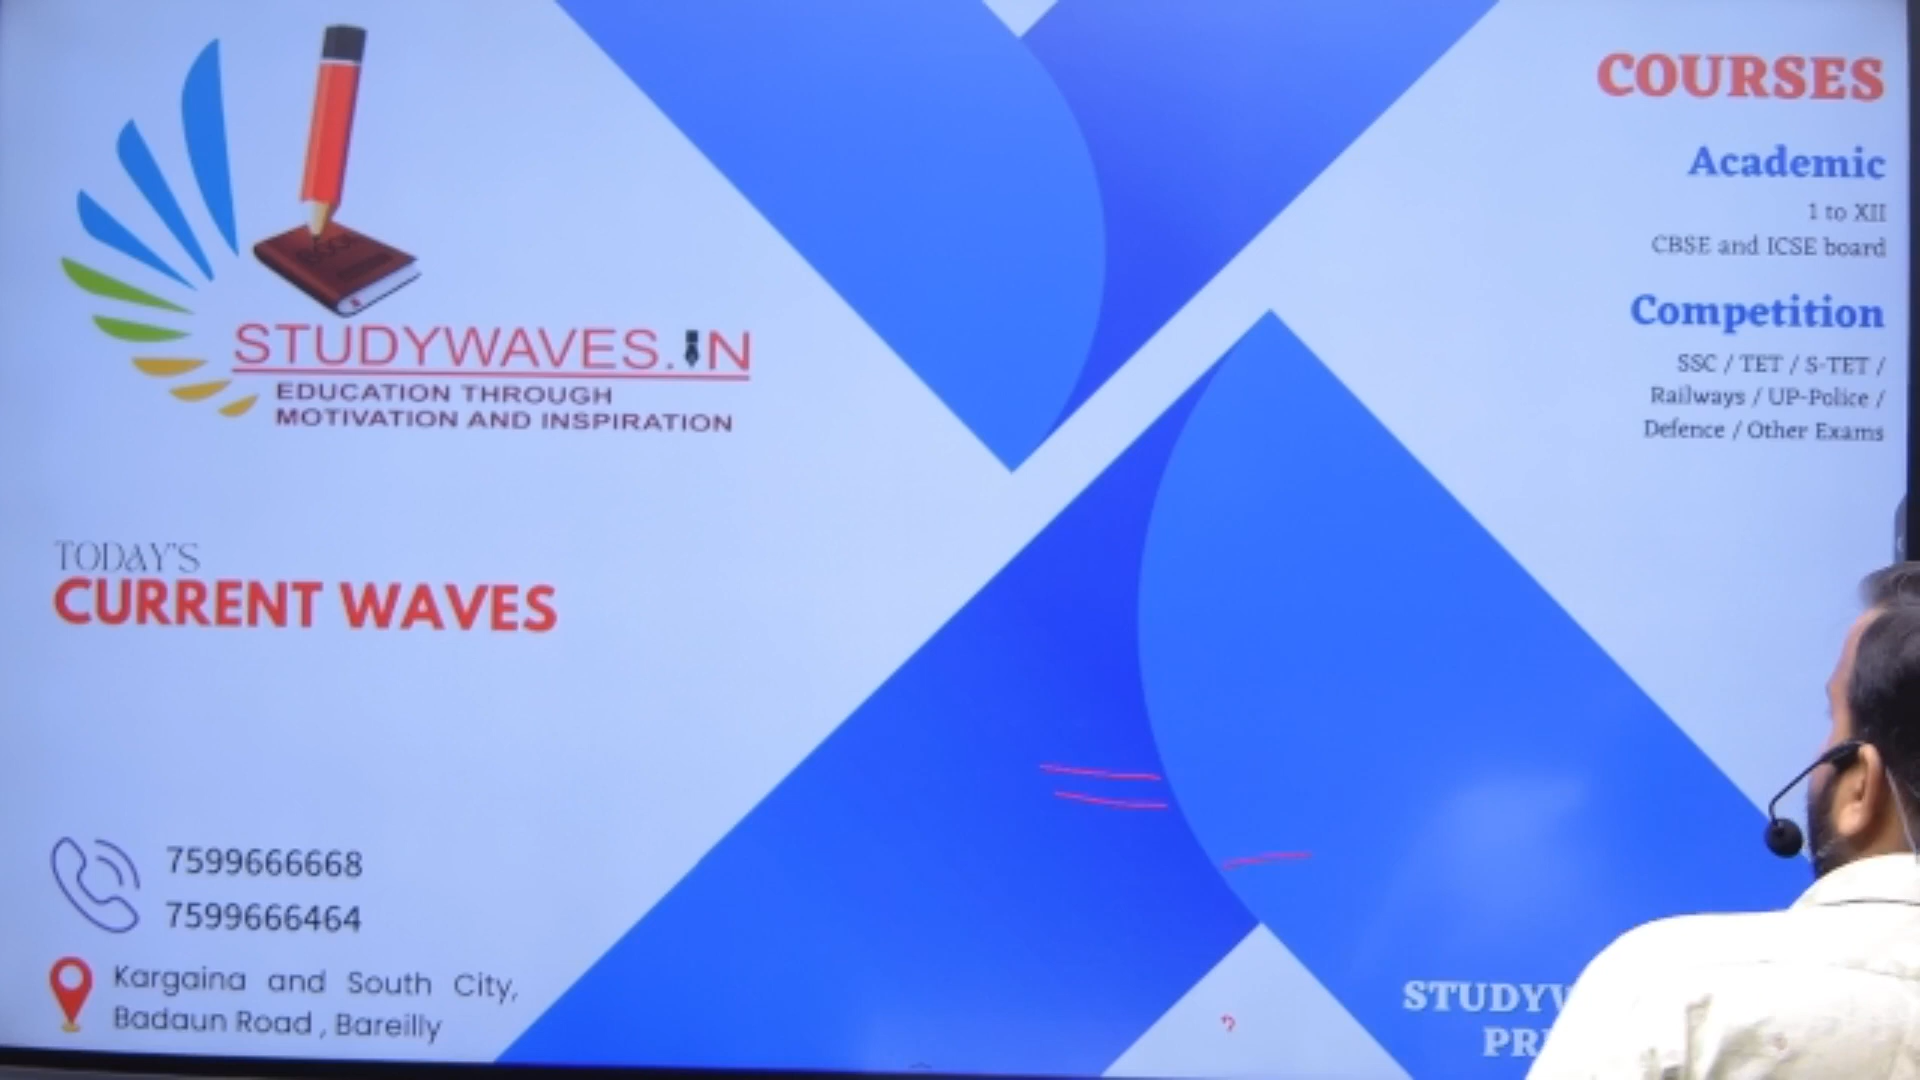 STUDYWAVES.IN
EDUCATION THROUGH
MOTIVATION AND INSPIRATION
TODAY'S
CURRENT WAVES
7599666668
7599666464
Kargaina and South City,
Badaun Road , Bareilly
COURSES
Academic
1 to XII
CBSE and ICSE board
Competition
SSC / TET / S-TET /
Railways / UP-Police /
Defence / Other Exams